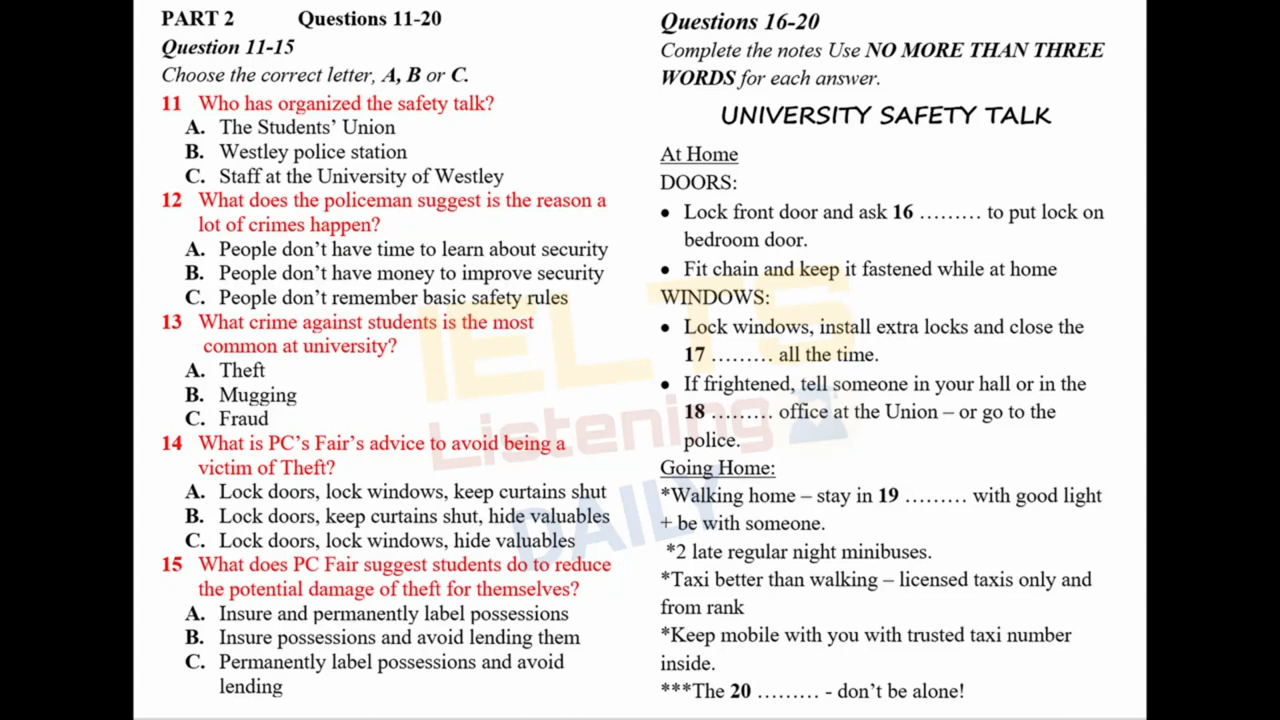 PART 2 Questions 11-20
Question 11-15
Choose the correct letter, A, B or C.
11 Who has organized the safety talk?
A. The Students' Union
B. Westley police station
C. Staff at the University of Westley
12 What does the policeman suggest is the reason a
lot of crimes happen?
A. People don't have time to learn about security
B. People don't have money to improve security
C. People don't remember basic safety rules
13 What crime against students is the most
common at university?
A. Theft
B. Mugging
C. Fraud
14 What is PC's Fair's advice to avoid being a
victim of Theft?
A. Lock doors, lock windows, keep curtains shut
B. Lock doors, keep curtains shut, hide valuables
C. Lock doors, lock windows, hide valuables
15 What does PC Fair suggest students do to reduce
the potential damage of theft for themselves?
A. Insure and permanently label possessions
B. Insure possessions and avoid lending them
C. Permanently label possessions and avoid
lending
Questions 16-20
Complete the notes Use NO MORE THAN THREE
WORDS for each answer.
UNIVERSITY SAFETY TALK
At Home
DOORS:
• Lock front door and ask 16 ……… to put lock on
bedroom door.
• Fit chain and keep it fastened while at home
WINDOWS:
• Lock windows, install extra locks and close the
17 ……… all the time.
• If frightened, tell someone in your hall or in the
18 ……… office at the Union – or go to the
police.
Going Home:
*Walking home – stay in 19 ……… with good light
+ be with someone.
*2 late regular night minibuses.
*Taxi better than walking – licensed taxis only and
from rank
*Keep mobile with you with trusted taxi number
inside.
***The 20 ……… - don't be alone!
IELTS
Listening
DAILY